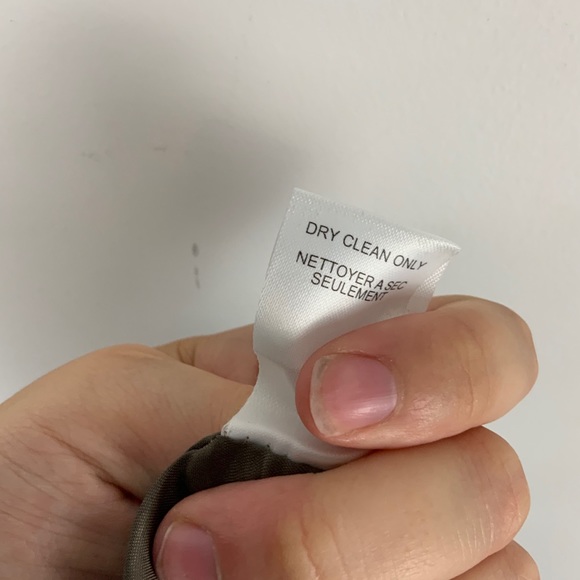 DRY CLEAN ONLY
NETTOYER A SEC
SEULEMENT